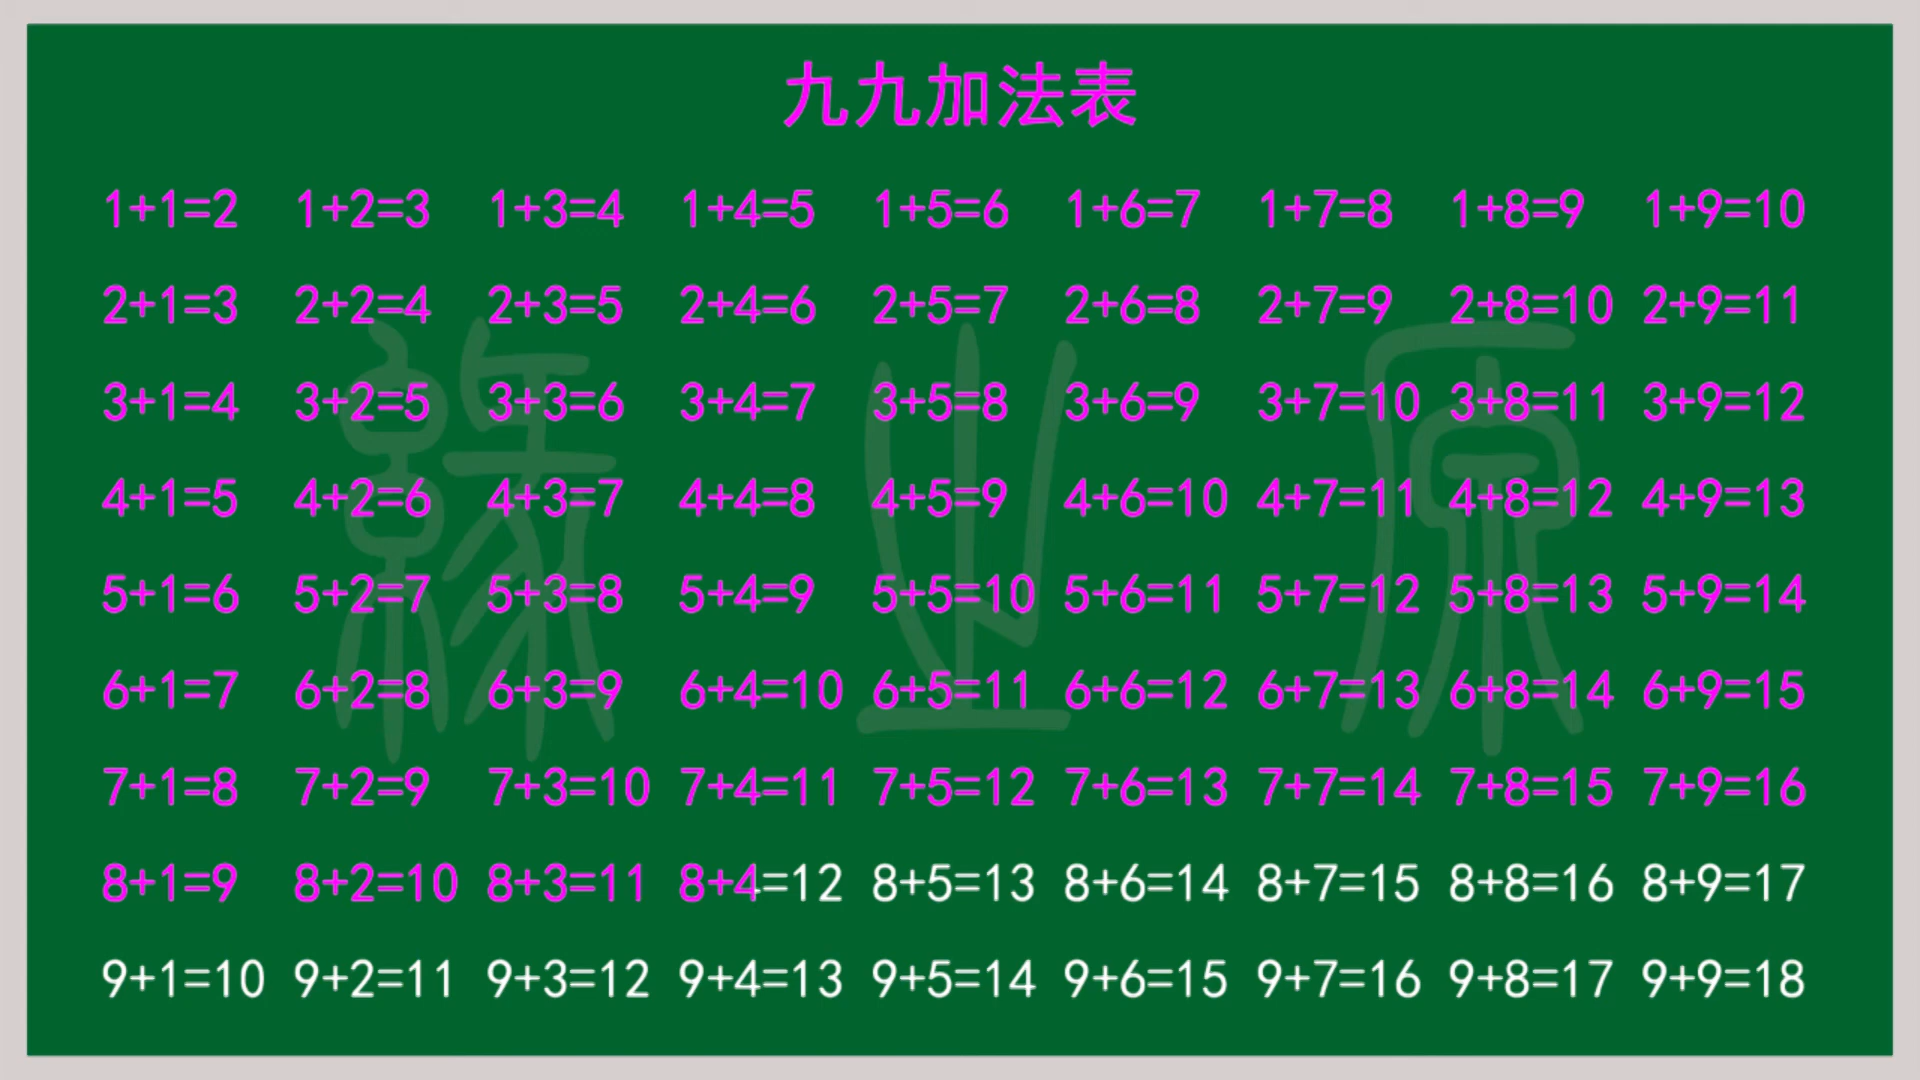 九九加法表
1+1=2 1+2=3 1+3=4 1+4=5 1+5=6 1+6=7 1+7=8 1+8=9 1+9=10
2+1=3 2+2=4 2+3=5 2+4=6 2+5=7 2+6=8 2+7=9 2+8=10 2+9=11
3+1=4 3+2=5 3+3=6 3+4=7 3+5=8 3+6=9 3+7=10 3+8=11 3+9=12
4+1=5 4+2=6 4+3=7 4+4=8 4+5=9 4+6=10 4+7=11 4+8=12 4+9=13
5+1=6 5+2=7 5+3=8 5+4=9 5+5=10 5+6=11 5+7=12 5+8=13 5+9=14
6+1=7 6+2=8 6+3=9 6+4=10 6+5=11 6+6=12 6+7=13 6+8=14 6+9=15
7+1=8 7+2=9 7+3=10 7+4=11 7+5=12 7+6=13 7+7=14 7+8=15 7+9=16
8+1=9 8+2=10 8+3=11 8+4=12 8+5=13 8+6=14 8+7=15 8+8=16 8+9=17
9+1=10 9+2=11 9+3=12 9+4=13 9+5=14 9+6=15 9+7=16 9+8=17 9+9=18